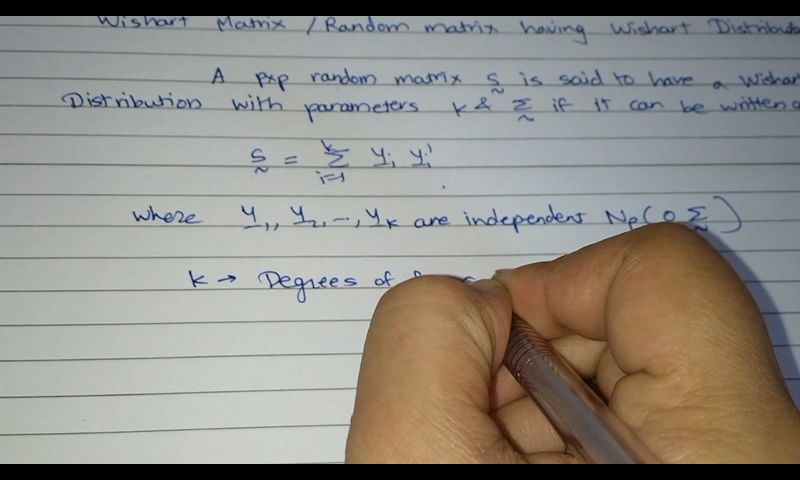 Wishart Matrix / Random matrix having Wishart
A pxp random matrix S is said to have a
Distribution with parameters K & Σ if it can be written
S = Σ_{i=1}^{k} y_i y_i'
where y_1, y_2, ..., y_K are independent N_P(0 Σ)
K → Degrees of